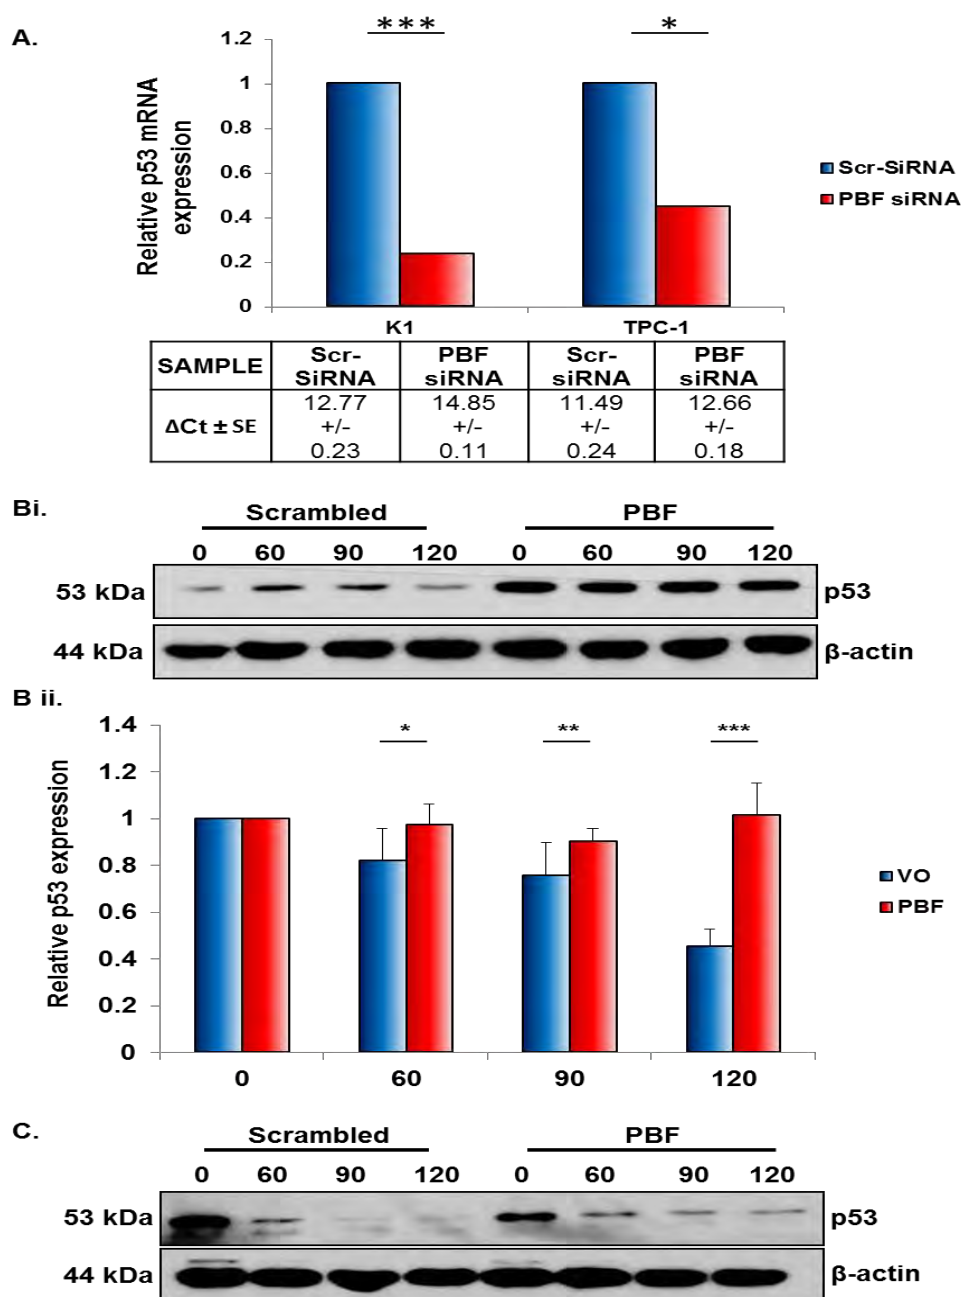 A.
*** *
1.2
1
0.8
0.6
0.4
0.2
0
Relative p53 mRNA
expression
Scr-SiRNA
PBF siRNA
K1 TPC-1
SAMPLE Scr-SiRNA PBF siRNA Scr-siRNA PBF siRNA
ΔCt ± SE 12.77 +/- 0.23 14.85 +/- 0.11 11.49 +/- 0.24 12.66 +/- 0.18
Bi.
Scrambled PBF
0 60 90 120 0 60 90 120
53 kDa p53
44 kDa β-actin
B ii.
1.4
1.2
1
0.8
0.6
0.4
0.2
0
Relative p53 expression
* ** ***
VO
PBF
0 60 90 120
C.
Scrambled PBF
0 60 90 120 0 60 90 120
53 kDa p53
44 kDa β-actin